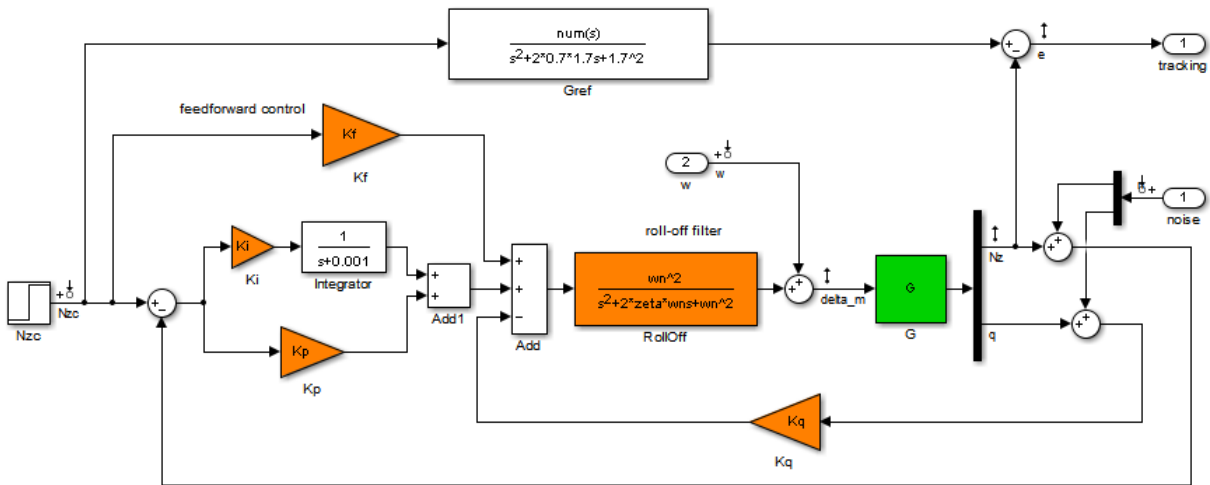 num(s)
s2+2*0.7*1.7s+1.7^2
Gref
+
-
e
1
tracking
feedforward control
Kf
Kf
2
w
+
w
+
1
noise
Ki
Ki
1
s+0.001
Integrator
+
+
Add1
+
+
-
Add
roll-off filter
wn^2
s2+2*zeta*wns+wn^2
RollOff
+
+
delta_m
G
G
Nz
+
+
q
+
+
+
Nzc
Nzc
+
-
Kp
Kp
Kq
Kq